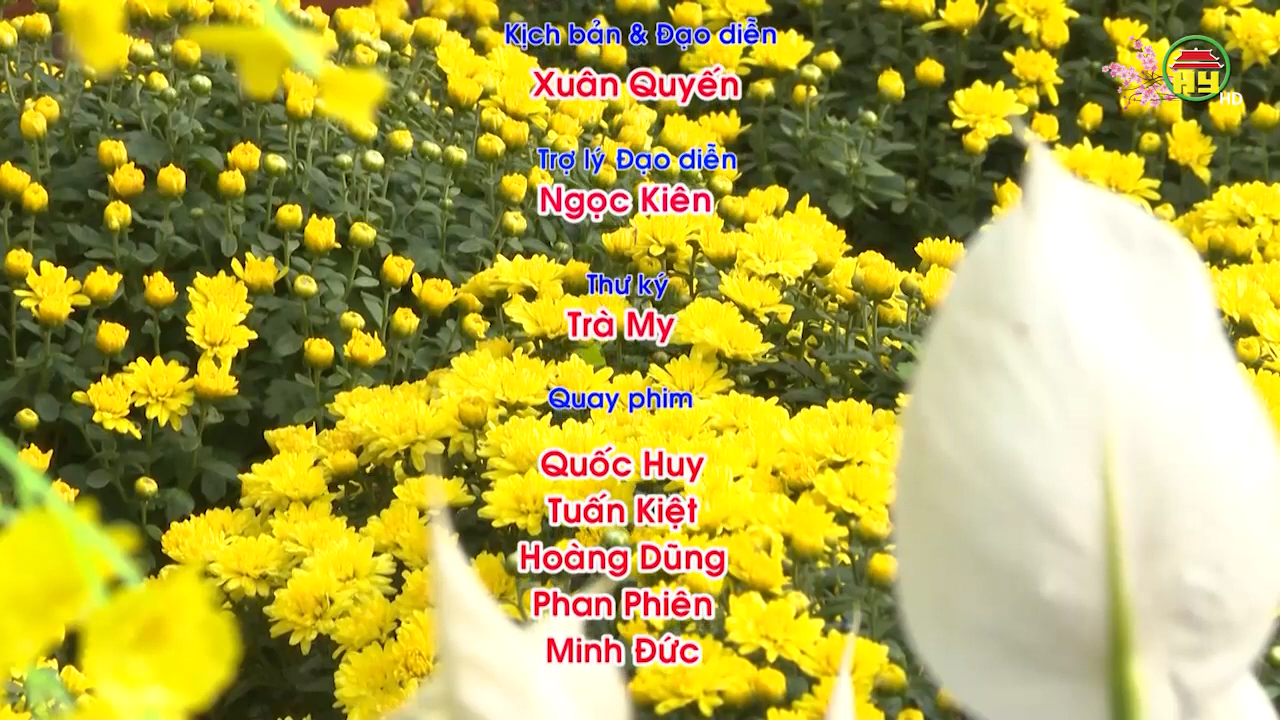 Kịch bản & Đạo diễn
Xuân Quyến
Trợ lý Đạo diễn
Ngọc Kiên
Thư ký
Trà My
Quay phim
Quốc Huy
Tuấn Kiệt
Hoàng Dũng
Phan Phiên
Minh Đức
HY
HD